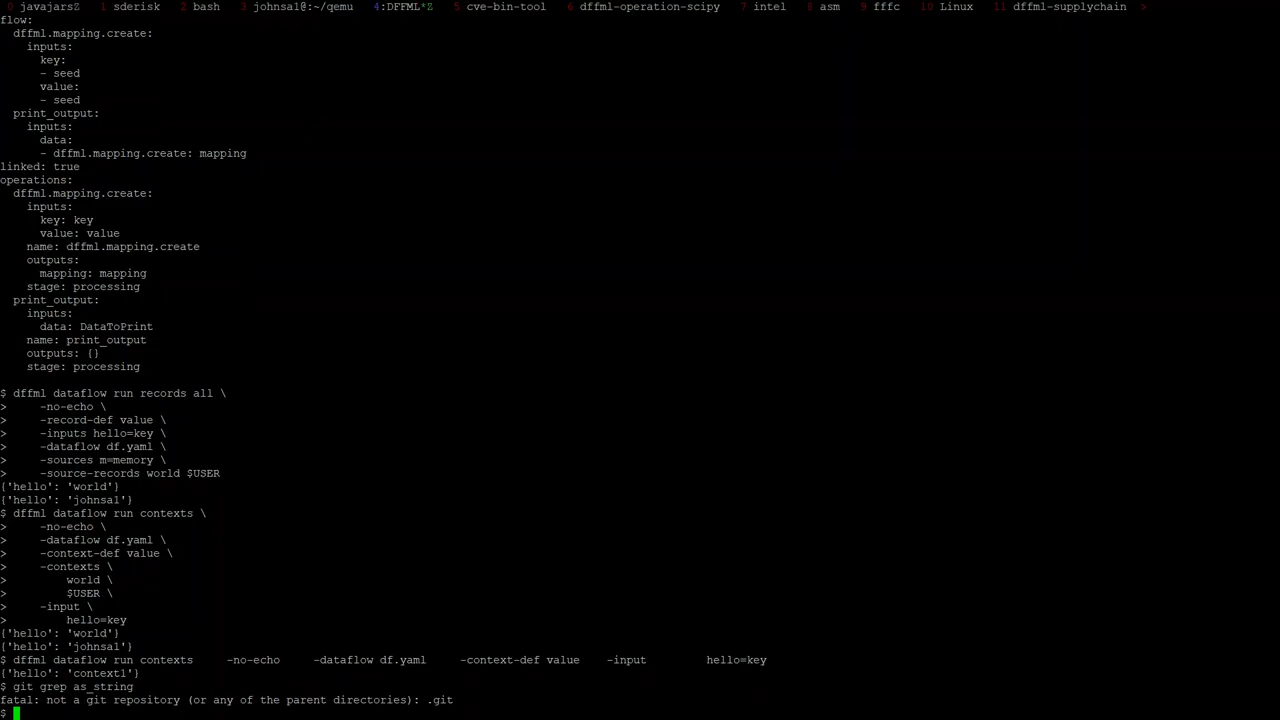 0 javajarsZ  1 sderisk  2 bash  3 johnsa1@:~/qemu  4:DFFML*Z  5 cve-bin-tool  6 dffml-operation-scipy  7 intel  8 asm  9 fffc  10 Linux  11 dffml-supplychain  >
flow:
  dffml.mapping.create:
    inputs:
      key:
      - seed
      value:
      - seed
  print_output:
    inputs:
      data:
      - dffml.mapping.create: mapping
linked: true
operations:
  dffml.mapping.create:
    inputs:
      key: key
      value: value
    name: dffml.mapping.create
    outputs:
      mapping: mapping
    stage: processing
  print_output:
    inputs:
      data: DataToPrint
    name: print_output
    outputs: {}
    stage: processing
$ dffml dataflow run records all \
>     -no-echo \
>     -record-def value \
>     -inputs hello=key \
>     -dataflow df.yaml \
>     -sources m=memory \
>     -source-records world $USER
{'hello': 'world'}
{'hello': 'johnsa1'}
$ dffml dataflow run contexts \
>     -no-echo \
>     -dataflow df.yaml \
>     -context-def value \
>     -contexts \
>         world \
>         $USER \
>     -input \
>         hello=key
{'hello': 'world'}
{'hello': 'johnsa1'}
$ dffml dataflow run contexts     -no-echo     -dataflow df.yaml     -context-def value    -input         hello=key
{'hello': 'context1'}
$ git grep as_string
fatal: not a git repository (or any of the parent directories): .git
$